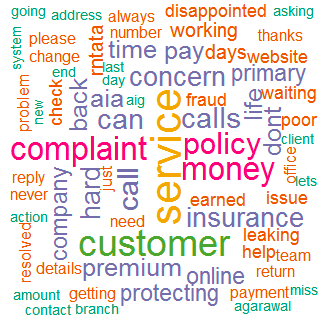 going address always disappointed asking
please number working
system change mtata time pay days thanks website
end last day concern primary
problem new check back aia aig fraud life waiting
can calls dont poor
complaint service policy client
reply never hard just call money office lets
action company need earned issue
resolved customer insurance leaking
details premium online help team
return
amount getting protecting payment miss
contact branch agarawal